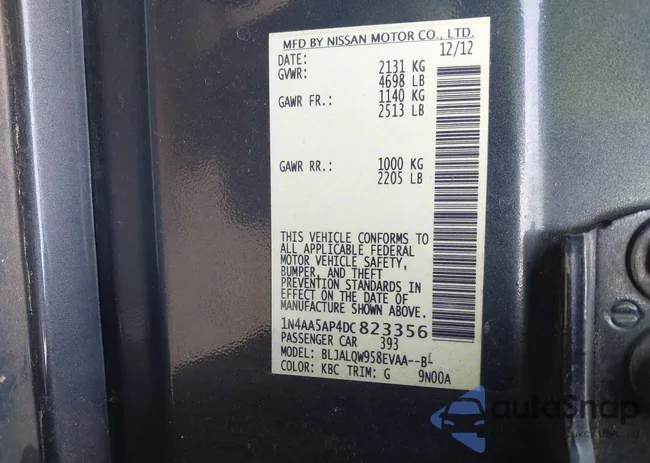 MFD BY NISSAN MOTOR CO., LTD.
DATE: 12/12
GVWR: 2131 KG
4698 LB
GAWR FR.: 1140 KG
2513 LB
GAWR RR.: 1000 KG
2205 LB
THIS VEHICLE CONFORMS TO
ALL APPLICABLE FEDERAL
MOTOR VEHICLE SAFETY,
BUMPER, AND THEFT
PREVENTION STANDARDS IN
EFFECT ON THE DATE OF
MANUFACTURE SHOWN ABOVE.
1N4AA5AP4DC823356
PASSENGER CAR 393
MODEL: BLJALQW958EVAA--B-
COLOR: KBC TRIM: G 9N00A
autoSnap